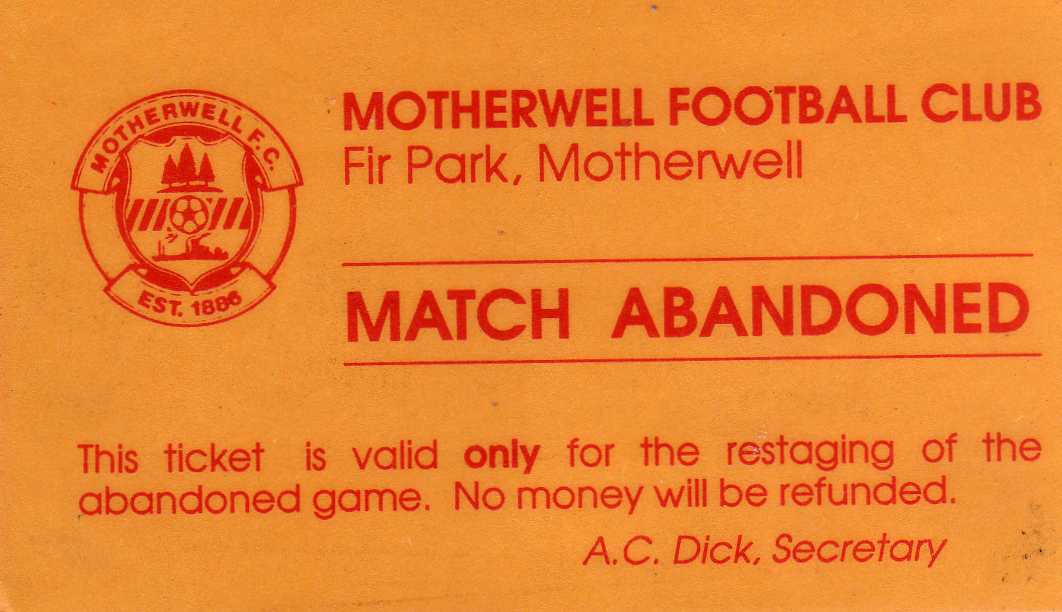 MOTHERWELL F.C.
EST. 1886
MOTHERWELL FOOTBALL CLUB
Fir Park, Motherwell
MATCH ABANDONED
This ticket is valid only for the restaging of the
abandoned game. No money will be refunded.
A.C. Dick, Secretary